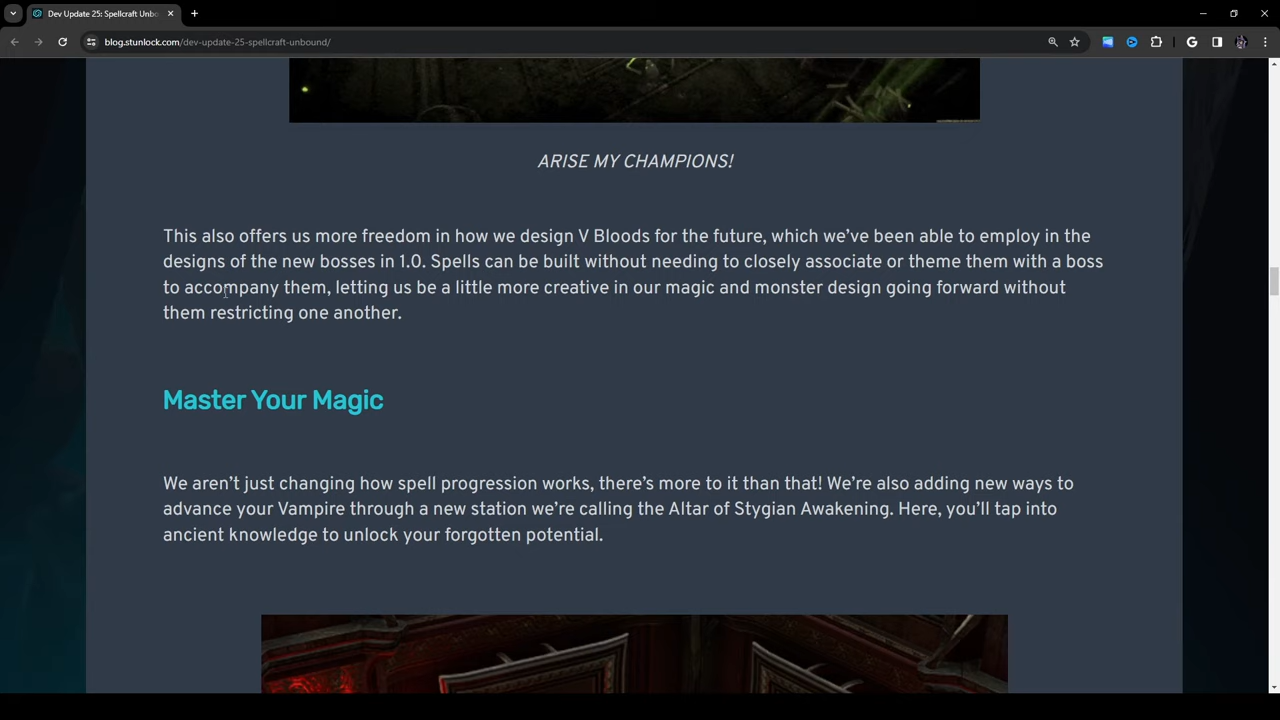 Dev Update 25: Spellcraft Unbo
blog.stunlock.com/dev-update-25-spellcraft-unbound/
ARISE MY CHAMPIONS!
This also offers us more freedom in how we design V Bloods for the future, which we’ve been able to employ in the
designs of the new bosses in 1.0. Spells can be built without needing to closely associate or theme them with a boss
to accompany them, letting us be a little more creative in our magic and monster design going forward without
them restricting one another.
Master Your Magic
We aren’t just changing how spell progression works, there’s more to it than that! We’re also adding new ways to
advance your Vampire through a new station we’re calling the Altar of Stygian Awakening. Here, you’ll tap into
ancient knowledge to unlock your forgotten potential.